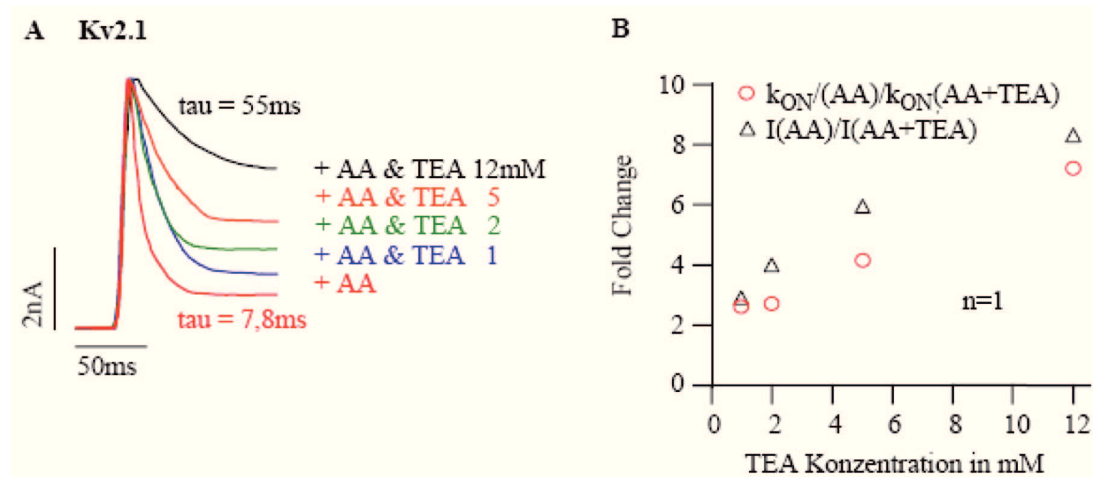 A Kv2.1
tau = 55ms
+ AA & TEA 12mM
+ AA & TEA 5
+ AA & TEA 2
+ AA & TEA 1
+ AA
tau = 7,8ms
2nA
50ms
B
10
8
6
4
2
0
Fold Change
kON/(AA)/kON(AA+TEA)
I(AA)/I(AA+TEA)
n=1
0 2 4 6 8 10 12
TEA Konzentration in mM